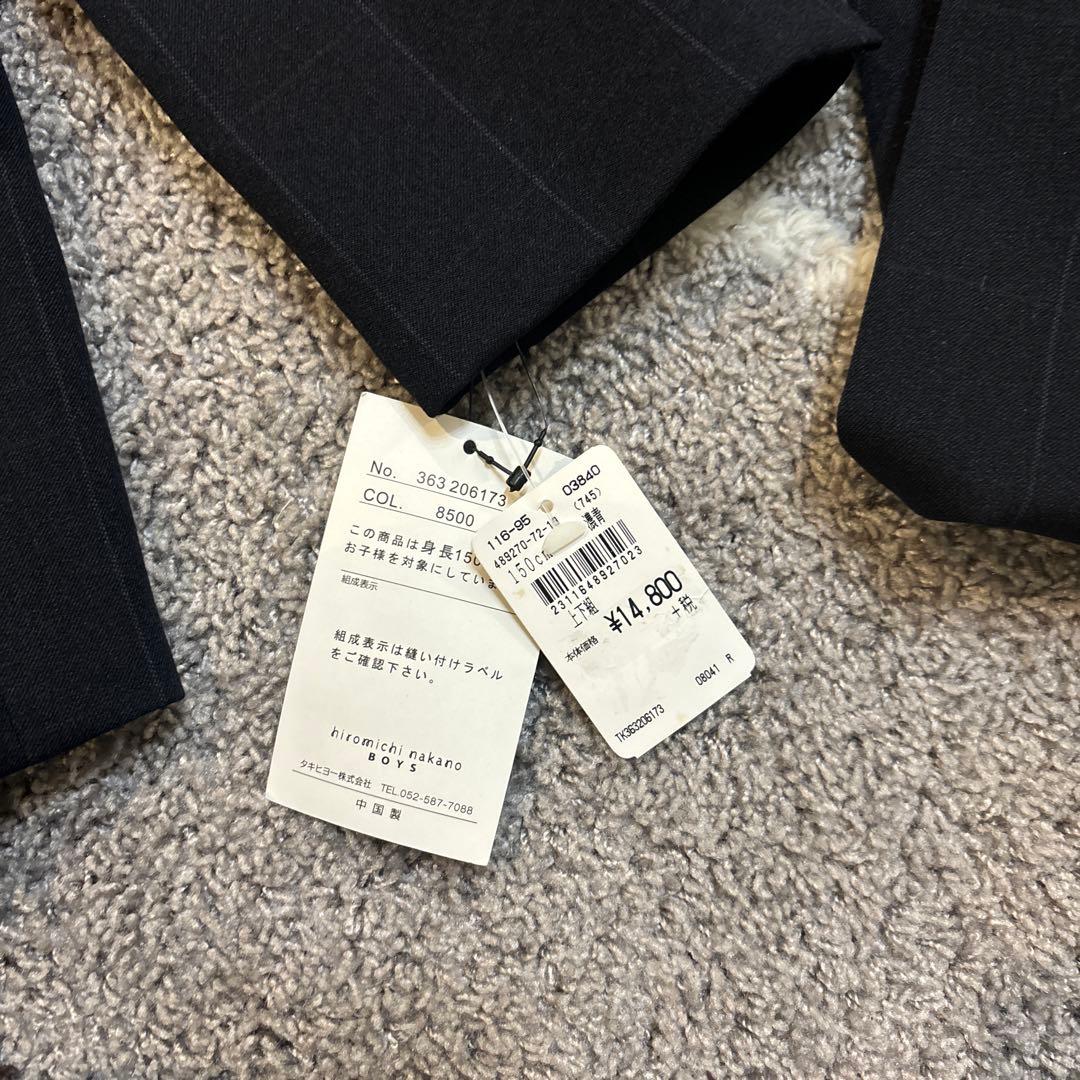 No. 363 206173
COL. 8500
この商品は身長150
お子様を対象にしていま
組成表示
組成表示は縫い付けラベル
をご確認下さい。
hiromichi nakano
BOYS
タキヒヨー株式会社 TEL.052-587-7088
中国製
116-95 03840
489270-72-1 (745)
150c 濃青
2311648927023
上下組
本体価格 ¥14,800
+税
08041 R
TK363206173